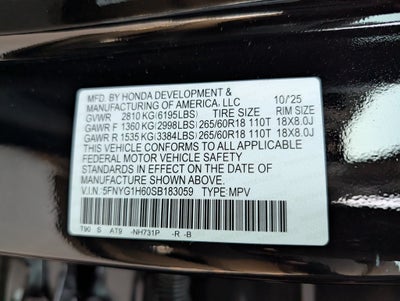 MFD. BY HONDA DEVELOPMENT & 10/'25
MANUFACTURING OF AMERICA, LLC
GVWR 2810 KG(6195LBS) TIRE SIZE RIM SIZE
GAWR F 1360 KG(2998LBS) 265/60R18 110T 18X8.0J
GAWR R 1535 KG(3384LBS) 265/60R18 110T 18X8.0J
THIS VEHICLE CONFORMS TO ALL APPLICABLE
FEDERAL MOTOR VEHICLE SAFETY
STANDARDS IN EFFECT ON THE DATE OF
MANUFACTURE SHOWN ABOVE.
V.I.N: 5FNYG1H60SB183059 TYPE:MPV
T90 S AT9 -NH731P -R -B